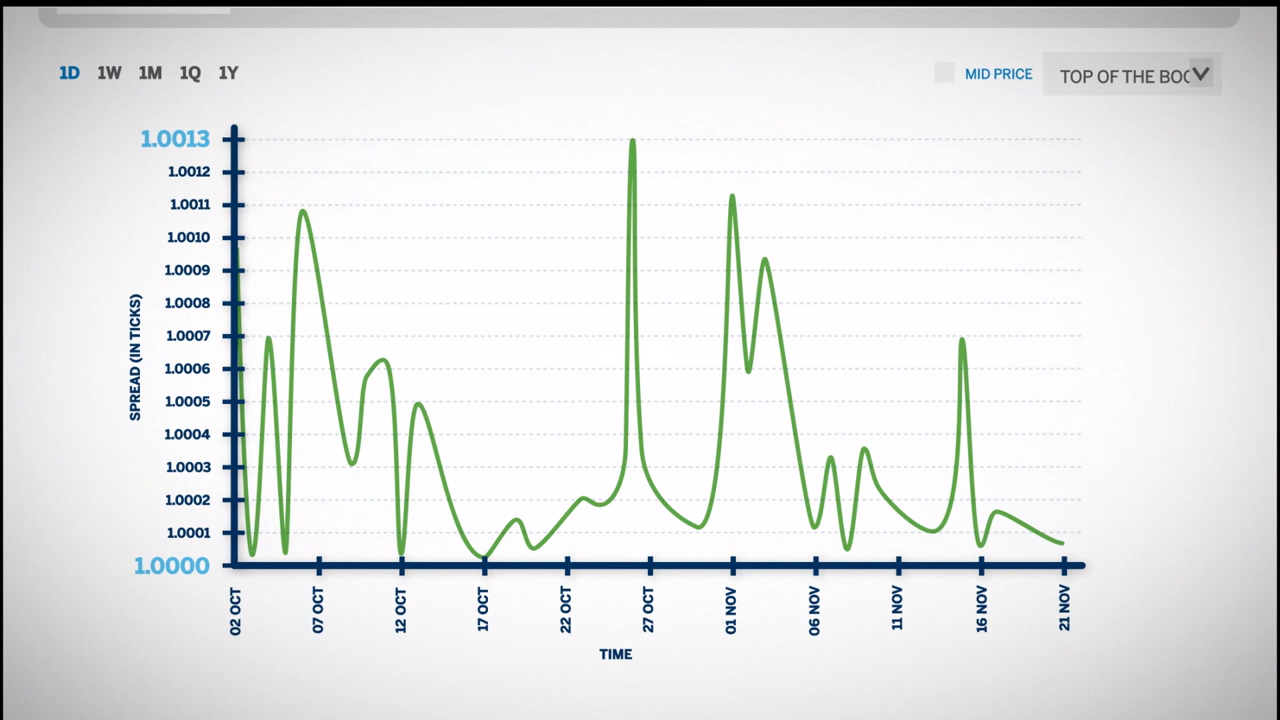 1D 1W 1M 1Q 1Y
MID PRICE
TOP OF THE BOO
1.0013
1.0012
1.0011
1.0010
1.0009
1.0008
1.0007
1.0006
1.0005
1.0004
1.0003
1.0002
1.0001
1.0000
SPREAD (IN TICKS)
02 OCT
07 OCT
12 OCT
17 OCT
22 OCT
27 OCT
01 NOV
06 NOV
11 NOV
16 NOV
21 NOV
TIME